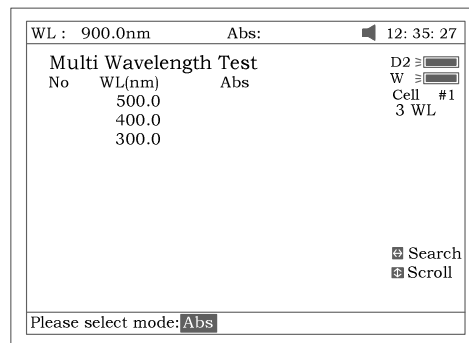 WL : 900.0nm Abs: 12: 35: 27
Multi Wavelength Test
No WL(nm) Abs
500.0
400.0
300.0
D2
W
Cell #1
3 WL
Search
Scroll
Please select mode: Abs